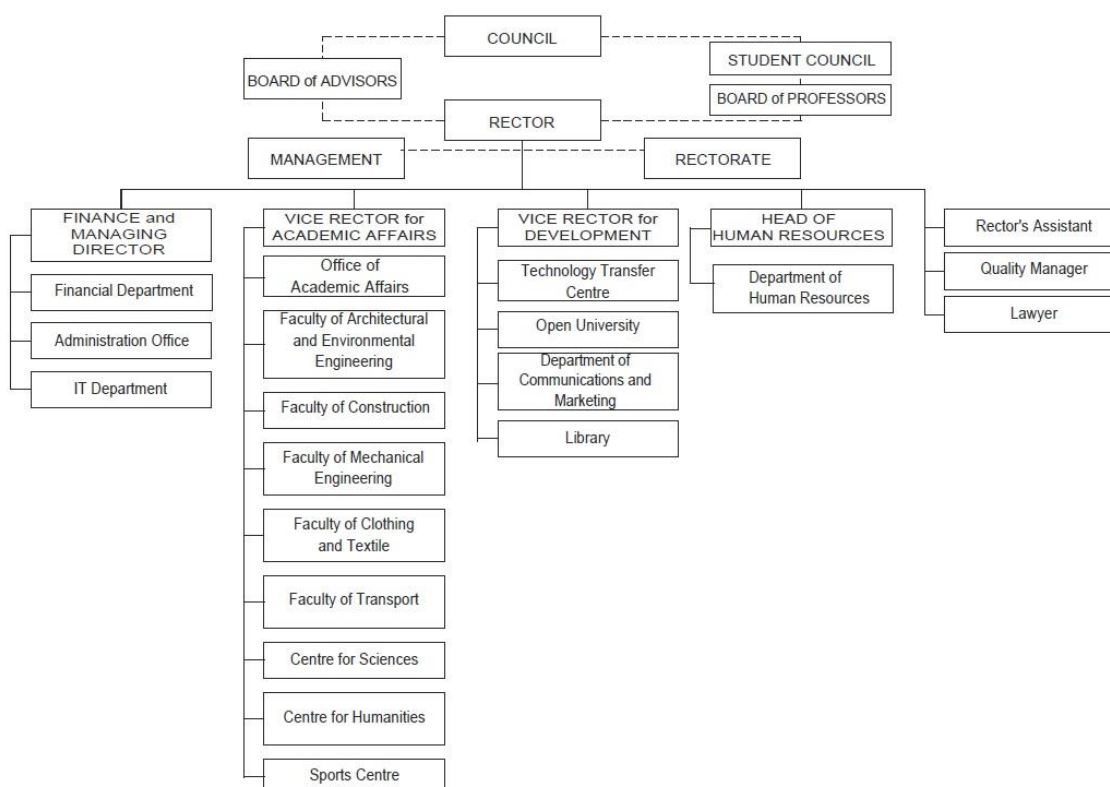 COUNCIL
STUDENT COUNCIL
BOARD of ADVISORS
BOARD of PROFESSORS
RECTOR
MANAGEMENT
RECTORATE
FINANCE and
MANAGING
DIRECTOR
Financial Department
Administration Office
IT Department
VICE RECTOR for
ACADEMIC AFFAIRS
Office of
Academic Affairs
Faculty of Architectural
and Environmental
Engineering
Faculty of Construction
Faculty of Mechanical
Engineering
Faculty of Clothing
and Textile
Faculty of Transport
Centre for Sciences
Centre for Humanities
Sports Centre
VICE RECTOR for
DEVELOPMENT
Technology Transfer
Centre
Open University
Department of
Communications and
Marketing
Library
HEAD OF
HUMAN RESOURCES
Department of
Human Resources
Rector's Assistant
Quality Manager
Lawyer